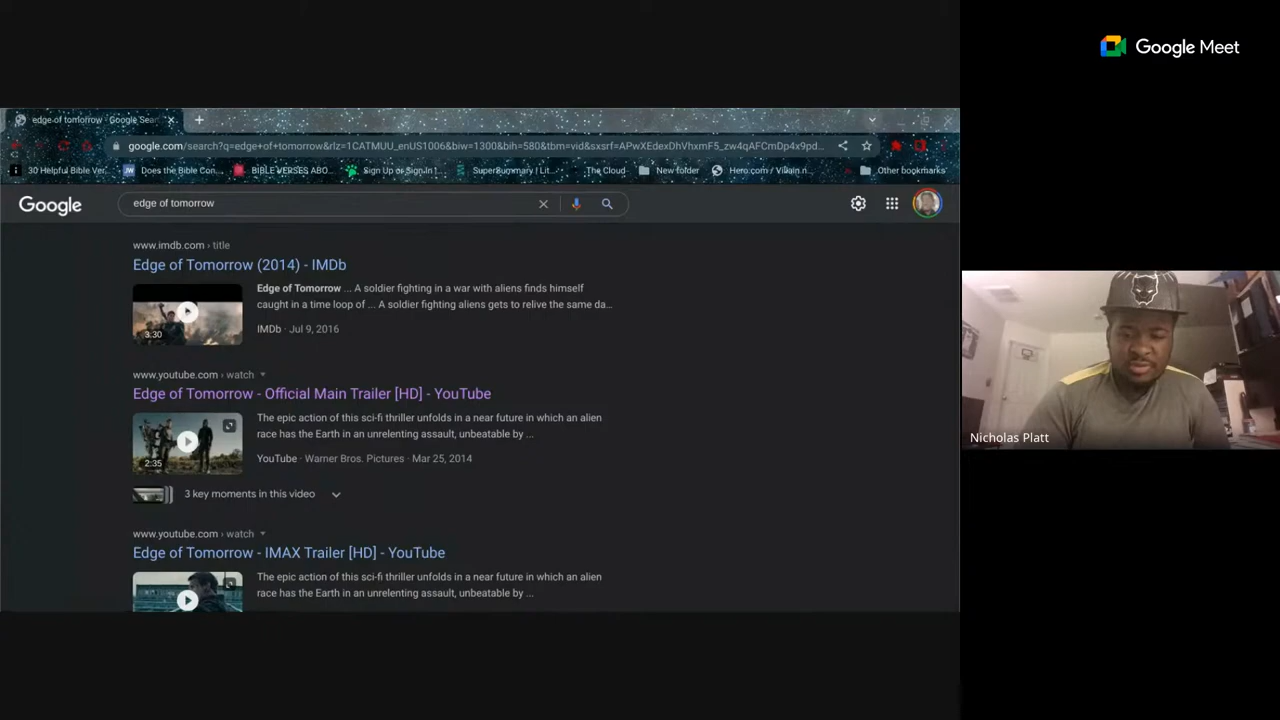 Google Meet
edge of tomorrow - Google Sear
google.com/search?q=edge+of+tomorrow&rlz=1CATMUU_enUS1006&biw=1300&bih=580&tbm=vid&sxsrf=APwXEdexDhVhxmF5_zw4qAFCmDp4x9pd...
30 Helpful Bible Ver... Does the Bible Con... BIBLE VERSES ABO... Sign Up or Sign In |... SuperSummary | Lit... The Cloud New folder Hero.com / Villain.n... Other bookmarks
Google edge of tomorrow
www.imdb.com › title
Edge of Tomorrow (2014) - IMDb
Edge of Tomorrow ... A soldier fighting in a war with aliens finds himself
caught in a time loop of ... A soldier fighting aliens gets to relive the same da...
3:30
IMDb · Jul 9, 2016
www.youtube.com › watch
Edge of Tomorrow - Official Main Trailer [HD] - YouTube
The epic action of this sci-fi thriller unfolds in a near future in which an alien
race has the Earth in an unrelenting assault, unbeatable by ...
2:35
YouTube · Warner Bros. Pictures · Mar 25, 2014
3 key moments in this video
www.youtube.com › watch
Edge of Tomorrow - IMAX Trailer [HD] - YouTube
The epic action of this sci-fi thriller unfolds in a near future in which an alien
race has the Earth in an unrelenting assault, unbeatable by ...
Nicholas Platt